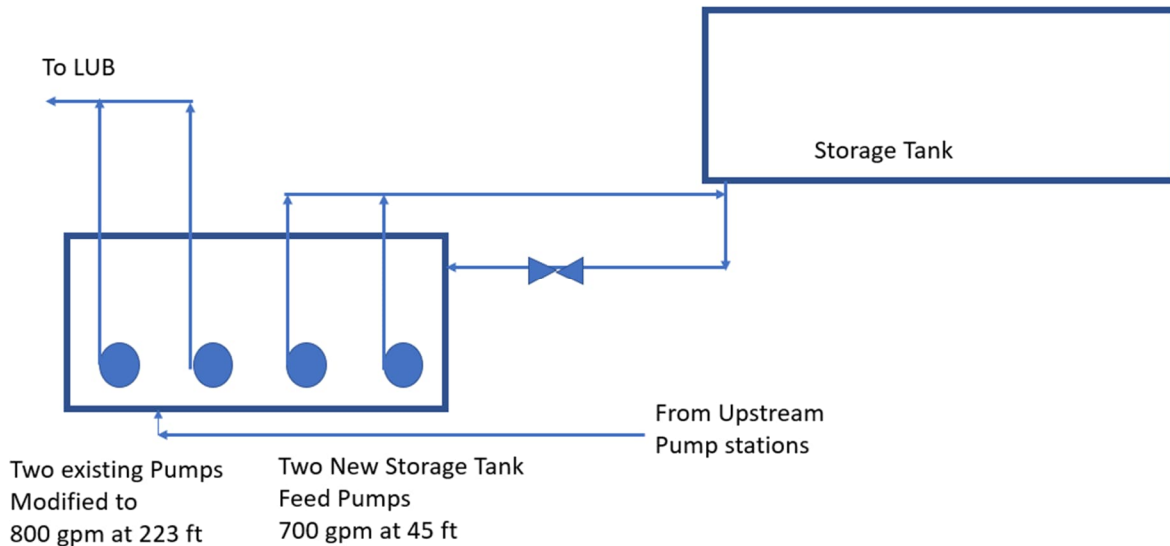 To LUB
Storage Tank
From Upstream
Pump stations
Two existing Pumps
Modified to
800 gpm at 223 ft
Two New Storage Tank
Feed Pumps
700 gpm at 45 ft